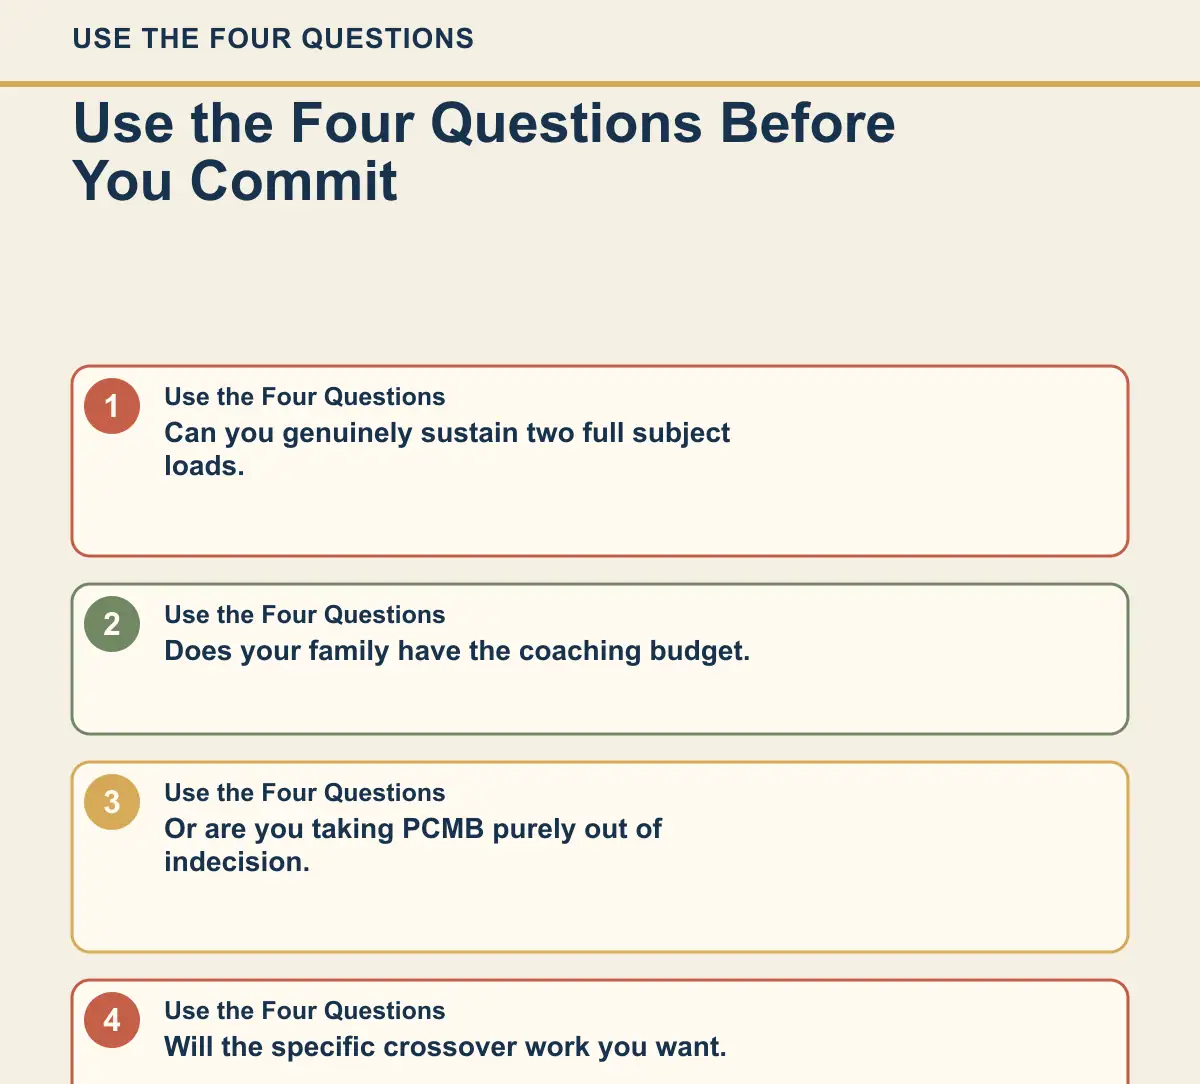 USE THE FOUR QUESTIONS
Use the Four Questions Before
You Commit
1
Use the Four Questions
Can you genuinely sustain two full subject
loads.
2
Use the Four Questions
Does your family have the coaching budget.
3
Use the Four Questions
Or are you taking PCMB purely out of
indecision.
4
Use the Four Questions
Will the specific crossover work you want.